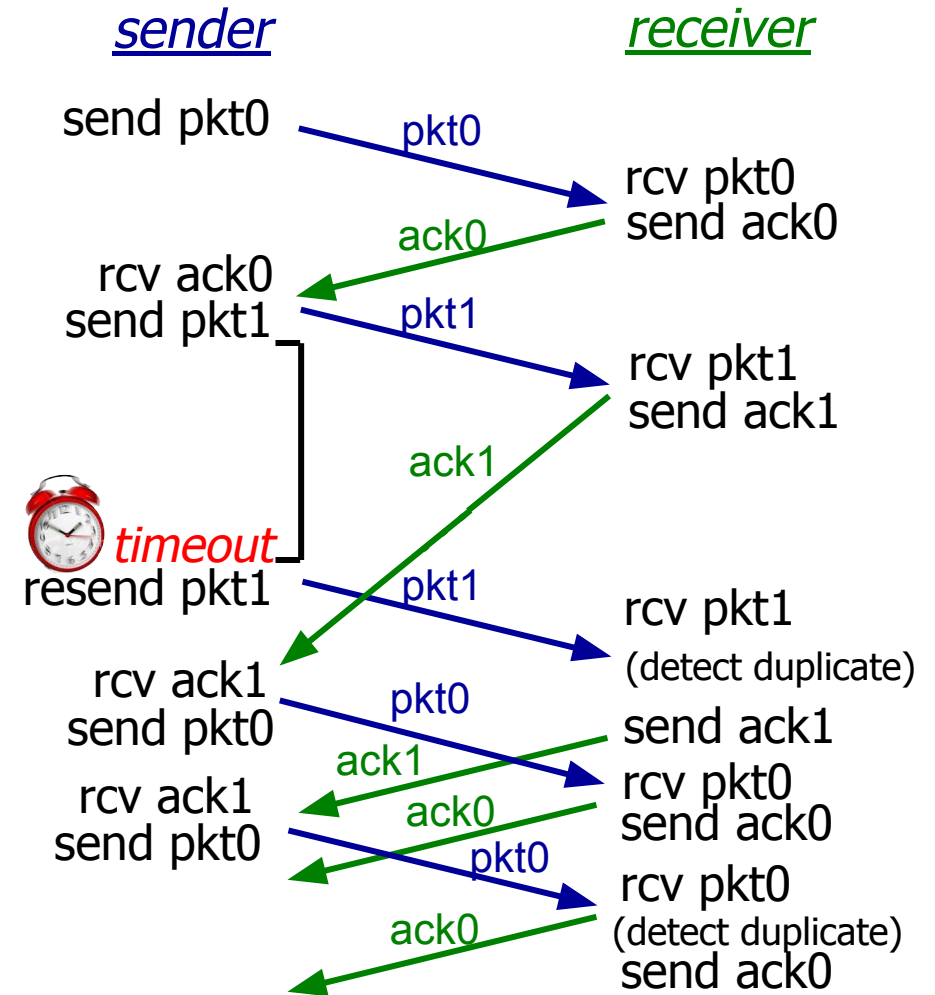 sender
receiver
send pkt0
pkt0
rcv pkt0
send ack0
ack0
rcv ack0
send pkt1
pkt1
rcv pkt1
send ack1
ack1
timeout
resend pkt1
pkt1
rcv pkt1
(detect duplicate)
rcv ack1
send pkt0
pkt0
send ack1
ack1
rcv pkt0
send ack0
rcv ack1
send pkt0
ack0
pkt0
rcv pkt0
(detect duplicate)
send ack0
ack0